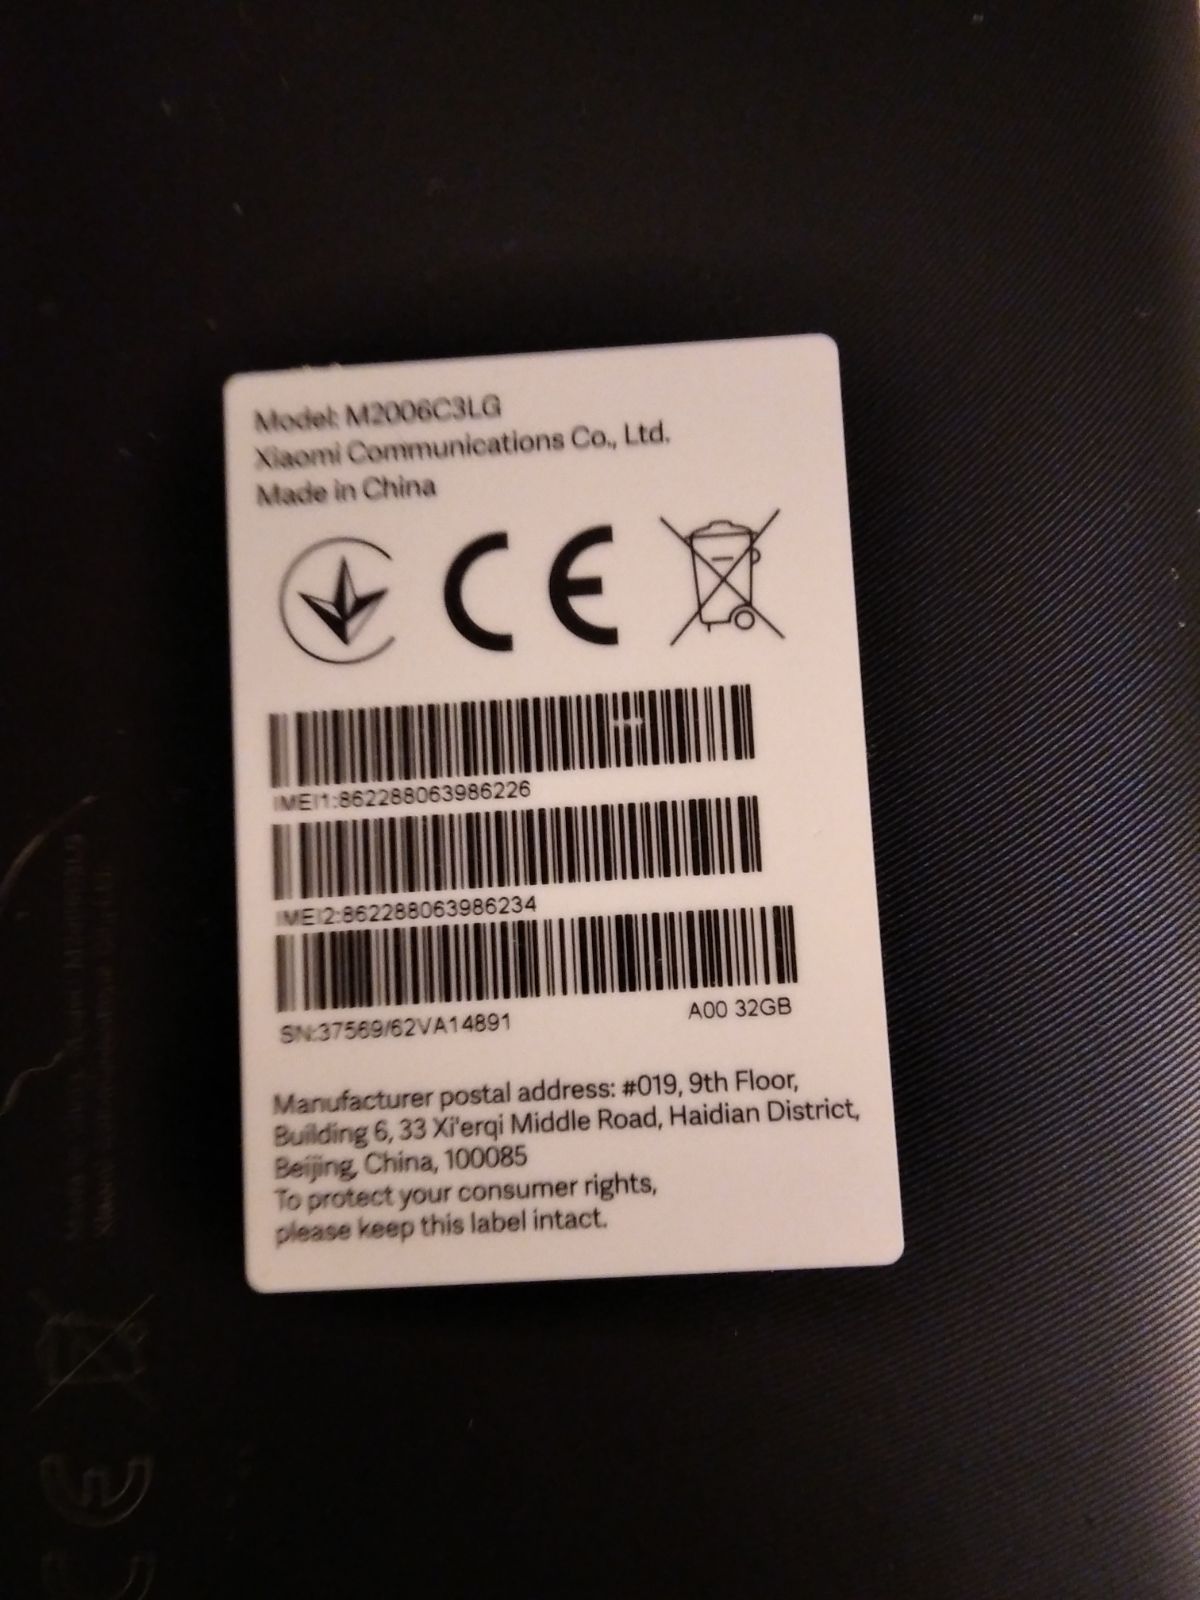 Model: M2006C3LG
Xiaomi Communications Co., Ltd.
Made in China
CE
IMEI1:862288063986226
IMEI2:862288063986234
SN:37569/62VA14891
A00 32GB
Manufacturer postal address: #019, 9th Floor,
Building 6, 33 Xi'erqi Middle Road, Haidian District,
Beijing, China, 100085
To protect your consumer rights,
please keep this label intact.
CE